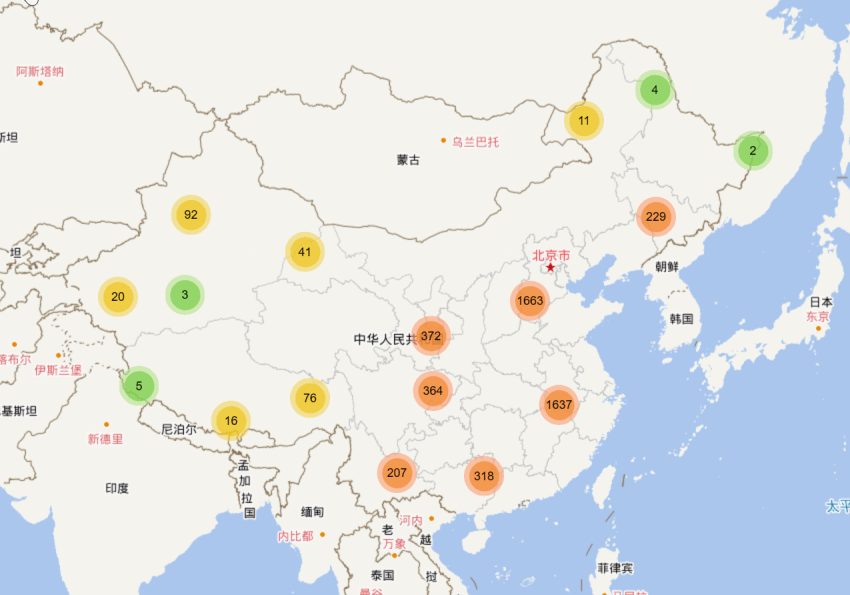 阿斯塔纳
4
11
斯坦
乌兰巴托
2
蒙古
92
229
41
坦
北京市
朝鲜
20
3
1663
日本
东京
韩国
372
中华人民共
喀布尔
伊斯兰堡
5
364
76
1637
基斯坦
16
尼泊尔
新德里
孟
加
拉
国
207
318
印度
太平
缅甸
河内
老
越
内比都
万象
菲律宾
泰国
挝
曼谷